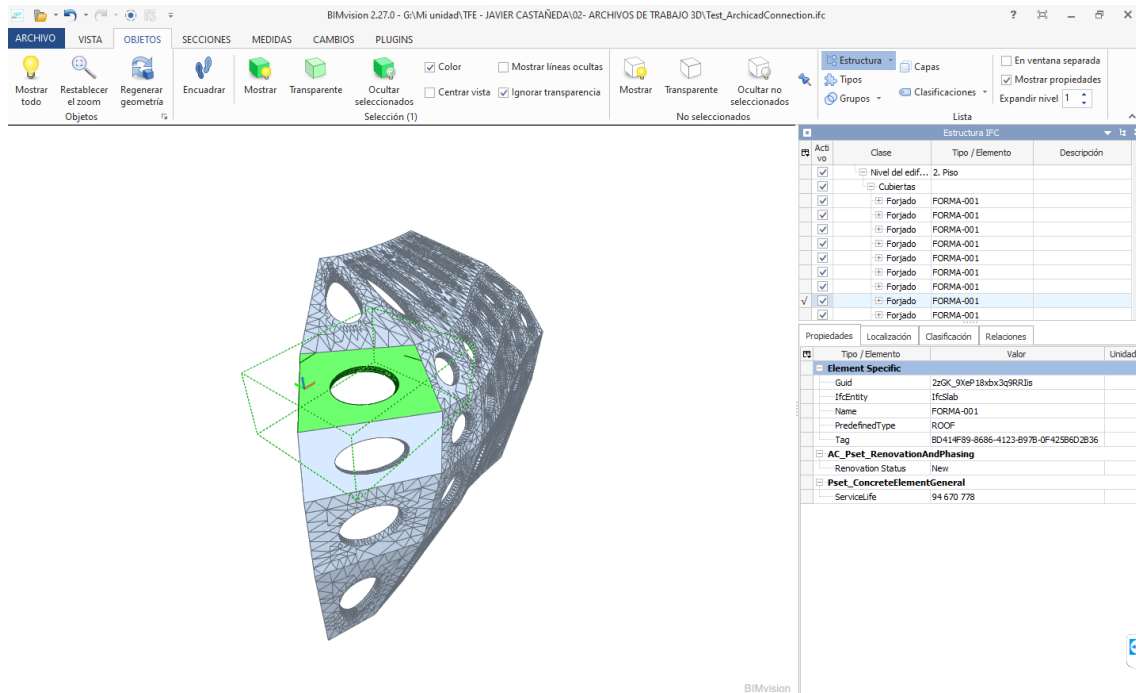 BIMvision 2.27.0 - G:\Mi unidad\TFE - JAVIER CASTAÑEDA\02- ARCHIVOS DE TRABAJO 3D\Test_ArchicadConnection.ifc
ARCHIVO VISTA OBJETOS SECCIONES MEDIDAS CAMBIOS PLUGINS
Mostrar todo
Restablecer el zoom
Regenerar geometría
Objetos
Encuadrar
Mostrar
Transparente
Ocultar seleccionados
Color
Centrar vista
Mostrar líneas ocultas
Ignorar transparencia
Selección (1)
Mostrar
Transparente
Ocultar no seleccionados
No seleccionados
Estructura
Tipos
Grupos
Capas
Clasificaciones
En ventana separada
Mostrar propiedades
Expandir nivel 1
Lista
Estructura IFC
Acti vo Clase Tipo / Elemento Descripción
Nivel del edif... 2. Piso
Cubiertas
Forjado FORMA-001
Forjado FORMA-001
Forjado FORMA-001
Forjado FORMA-001
Forjado FORMA-001
Forjado FORMA-001
Forjado FORMA-001
Forjado FORMA-001
Forjado FORMA-001
Propiedades Localización Clasificación Relaciones
Tipo / Elemento Valor Unidad
Element Specific
Guid 2zGK_9XeP18xbx3q9RRIis
IfcEntity IfcSlab
Name FORMA-001
PredefinedType ROOF
Tag BD414F89-8686-4123-B97B-0F425B6D2B36
AC_Pset_RenovationAndPhasing
Renovation Status New
Pset_ConcreteElementGeneral
ServiceLife 94 670 778
BIMvision